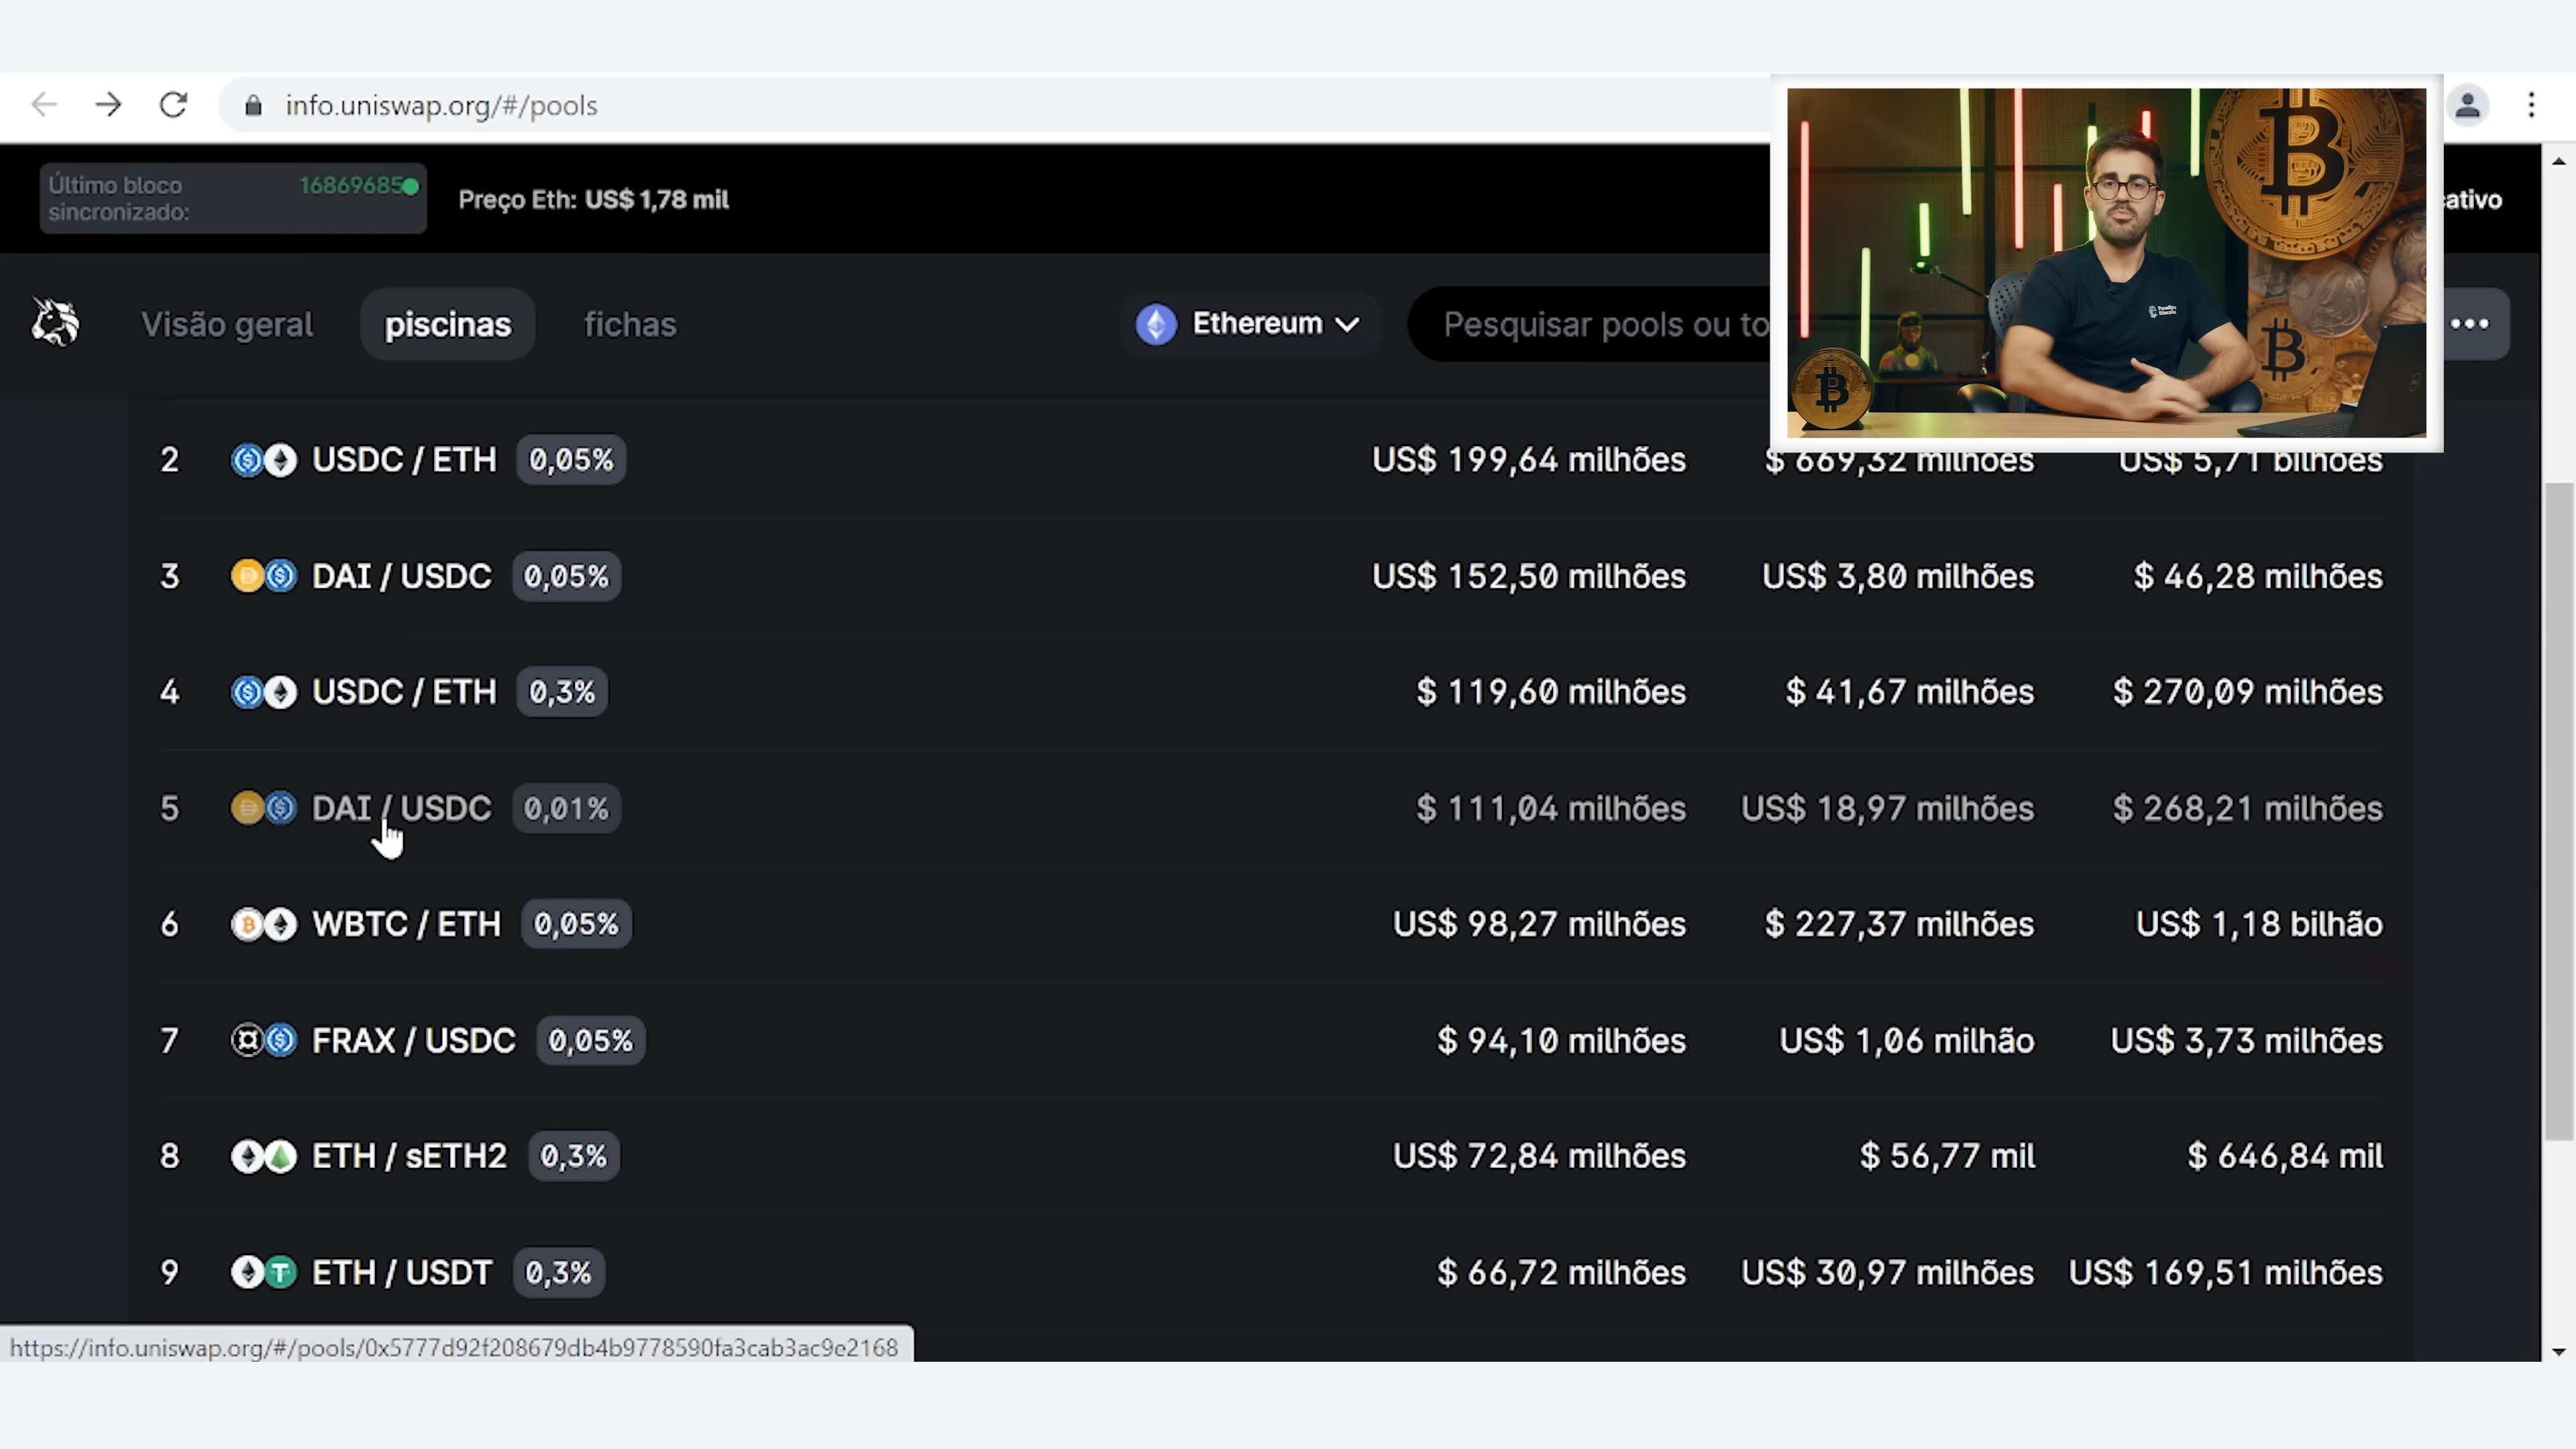 info.uniswap.org/#/pools
Último bloco
sincronizado:
16869685
Preço Eth: US$ 1,78 mil
Visão geral
piscinas
fichas
Ethereum
Pesquisar pools ou to
2 USDC / ETH 0,05% US$ 199,64 milhões $ 669,32 milhões US$ 5,71 bilhões
3 DAI / USDC 0,05% US$ 152,50 milhões US$ 3,80 milhões $ 46,28 milhões
4 USDC / ETH 0,3% $ 119,60 milhões $ 41,67 milhões $ 270,09 milhões
5 DAI / USDC 0,01% $ 111,04 milhões US$ 18,97 milhões $ 268,21 milhões
6 WBTC / ETH 0,05% US$ 98,27 milhões $ 227,37 milhões US$ 1,18 bilhão
7 FRAX / USDC 0,05% $ 94,10 milhões US$ 1,06 milhão US$ 3,73 milhões
8 ETH / sETH2 0,3% US$ 72,84 milhões $ 56,77 mil $ 646,84 mil
9 ETH / USDT 0,3% $ 66,72 milhões US$ 30,97 milhões US$ 169,51 milhões
https://info.uniswap.org/#/pools/0x5777d92f208679db4b9778590fa3cab3ac9e2168